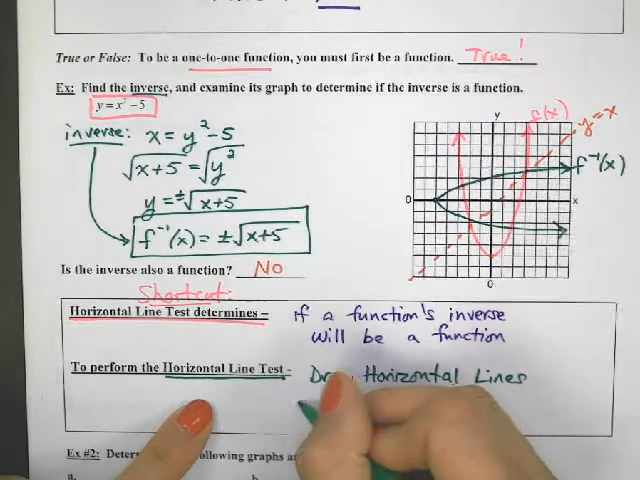 True or False: To be a one-to-one function, you must first be a function. True!
Ex: Find the inverse, and examine its graph to determine if the inverse is a function.
y = x² - 5
inverse: x = y² - 5
√x+5 = √y²
y = ±√x+5
f⁻¹(x) = ±√x+5
f(x)
y = x
f⁻¹(x)
y
0
x
0
Is the inverse also a function? No
Shortcut:
Horizontal Line Test determines - If a function's inverse
will be a function
To perform the Horizontal Line Test - Horizontal Lines
Ex #2: following graphs
a.